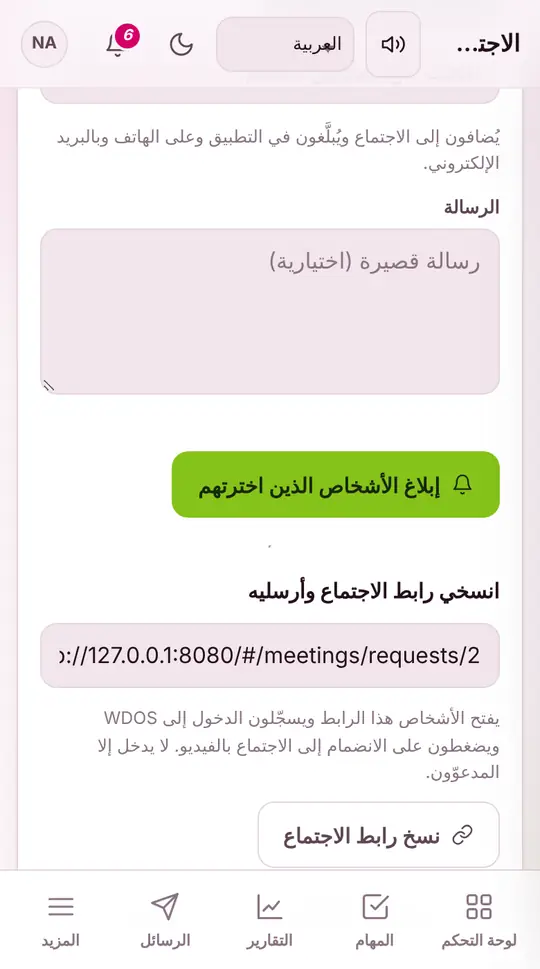 الاجتـ...
العربية
6
NA
يُضافون إلى الاجتماع ويُبلَّغون في التطبيق وعلى الهاتف وبالبريد
الإلكتروني.
الرسالة
رسالة قصيرة (اختيارية)
إبلاغ الأشخاص الذين اخترتهم
انسخي رابط الاجتماع وأرسليه
p://127.0.0.1:8080/#/meetings/requests/2
يفتح الأشخاص هذا الرابط ويسجّلون الدخول إلى WDOS
ويضغطون على الانضمام إلى الاجتماع بالفيديو. لا يدخل إلا
المدعوّون.
نسخ رابط الاجتماع
لوحة التحكم
المهام
التقارير
الرسائل
المزيد